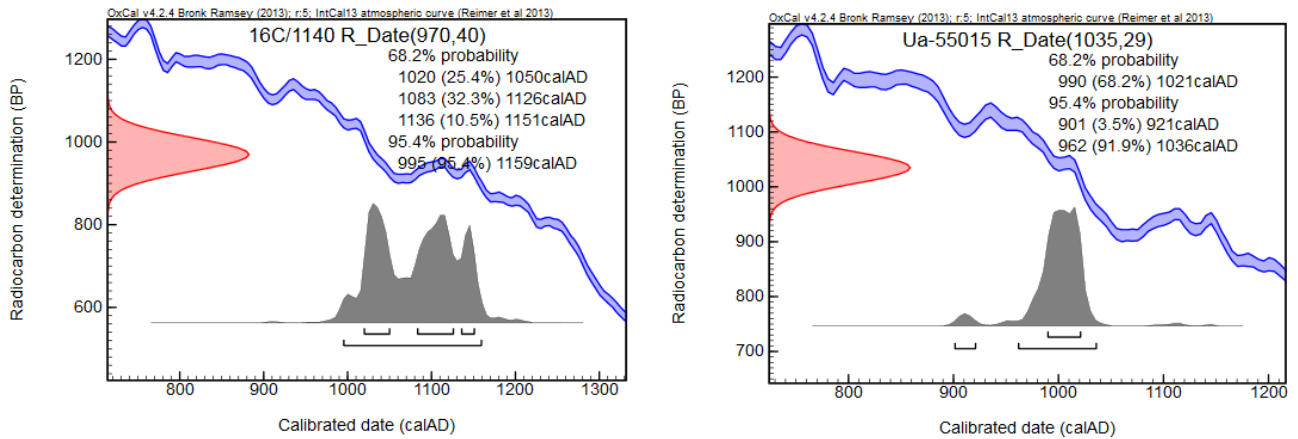 OxCal v4.2.4 Bronk Ramsey (2013); r:5; IntCal13 atmospheric curve (Reimer et al 2013)
16C/1140 R_Date(970,40)
68.2% probability
1020 (25.4%) 1050calAD
1083 (32.3%) 1126calAD
1136 (10.5%) 1151calAD
95.4% probability
995 (95.4%) 1159calAD
Radiocarbon determination (BP)
1200
1000
800
600
800 900 1000 1100 1200 1300
Calibrated date (calAD)
OxCal v4.2.4 Bronk Ramsey (2013); r:5; IntCal13 atmospheric curve (Reimer et al 2013)
Ua-55015 R_Date(1035,29)
68.2% probability
990 (68.2%) 1021calAD
95.4% probability
901 (3.5%) 921calAD
962 (91.9%) 1036calAD
Radiocarbon determination (BP)
1200
1100
1000
900
800
700
800 900 1000 1100 1200
Calibrated date (calAD)